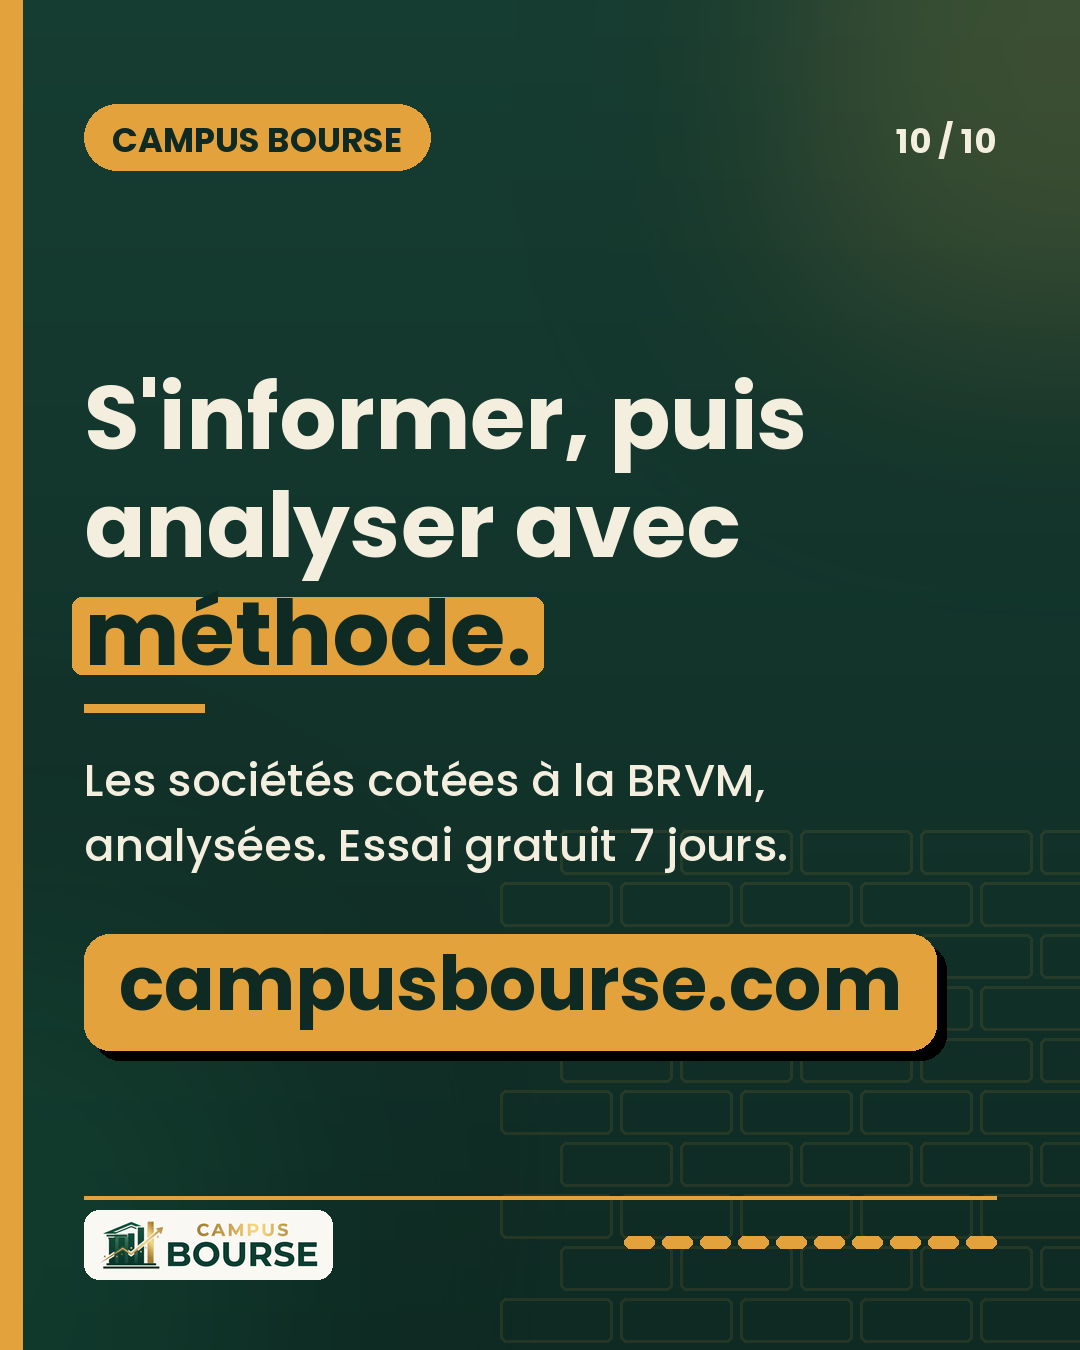 CAMPUS BOURSE
10 / 10
S'informer, puis
analyser avec
méthode.
Les sociétés cotées à la BRVM,
analysées. Essai gratuit 7 jours.
campusbourse.com
CAMPUS
BOURSE